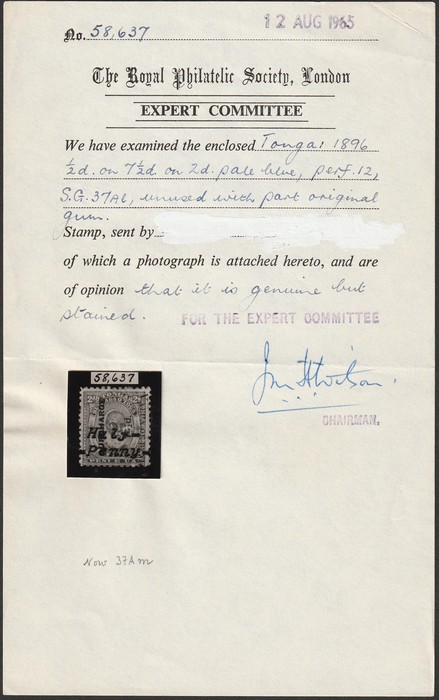 12 AUG 1965
No. 58,637
The Royal Philatelic Society, London
EXPERT COMMITTEE
We have examined the enclosed Tonga: 1896
½d. on 7½d on 2d. pale blue, perf. 12,
S.G. 37Al, unused with part original
gum.
Stamp, sent by
of which a photograph is attached hereto, and are
of opinion that it is genuine but
stained.
FOR THE EXPERT COMMITTEE
CHAIRMAN.
58,637
Half-
-Penny-
Now 37Am